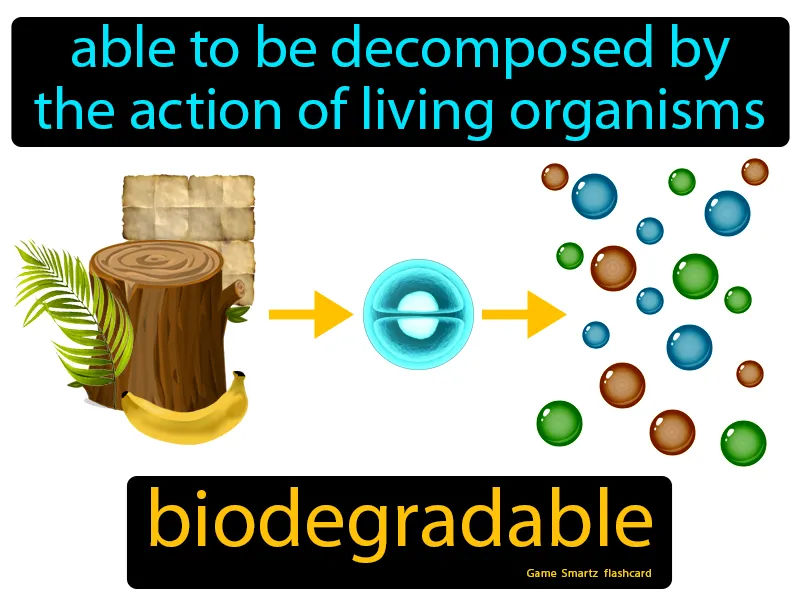 able to be decomposed by
the action of living organisms
biodegradable
Game Smartz flashcard